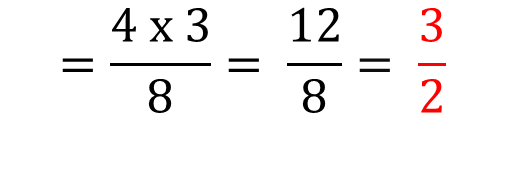 = 4 x 3 / 8 = 12 / 8 = 3 / 2